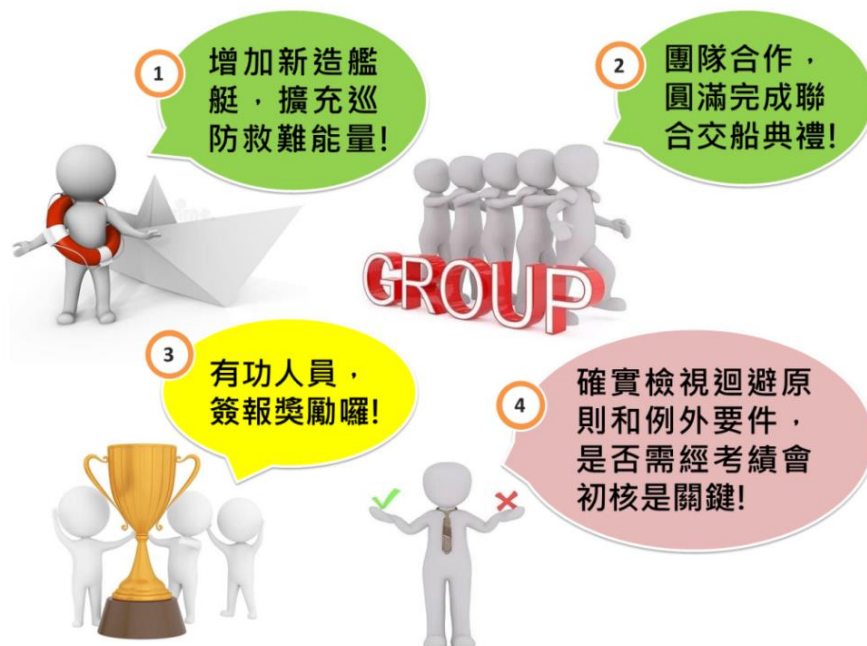 1
增加新造艦
艇，擴充巡
防救難能量!
2
團隊合作，
圓滿完成聯
合交船典禮!
GROUP
3
有功人員，
簽報獎勵囉!
4
確實檢視迴避原
則和例外要件，
是否需經考績會
初核是關鍵!